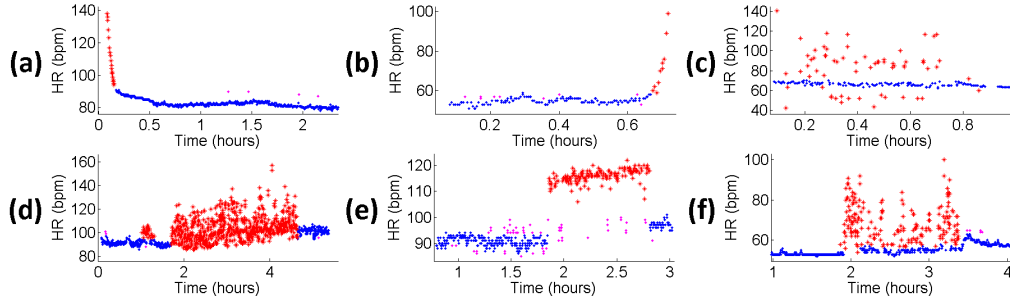 (a)
HR (bpm)
140
120
100
80
0 0.5 1 1.5 2
Time (hours)
(b)
HR (bpm)
100
80
60
0.2 0.4 0.6
Time (hours)
(c)
HR (bpm)
140
120
100
80
60
40
0.2 0.4 0.6 0.8
Time (hours)
(d)
HR (bpm)
160
140
120
100
80
0 2 4
Time (hours)
(e)
HR (bpm)
120
110
100
90
1 1.5 2 2.5 3
Time (hours)
(f)
HR (bpm)
100
80
60
1 2 3 4
Time (hours)